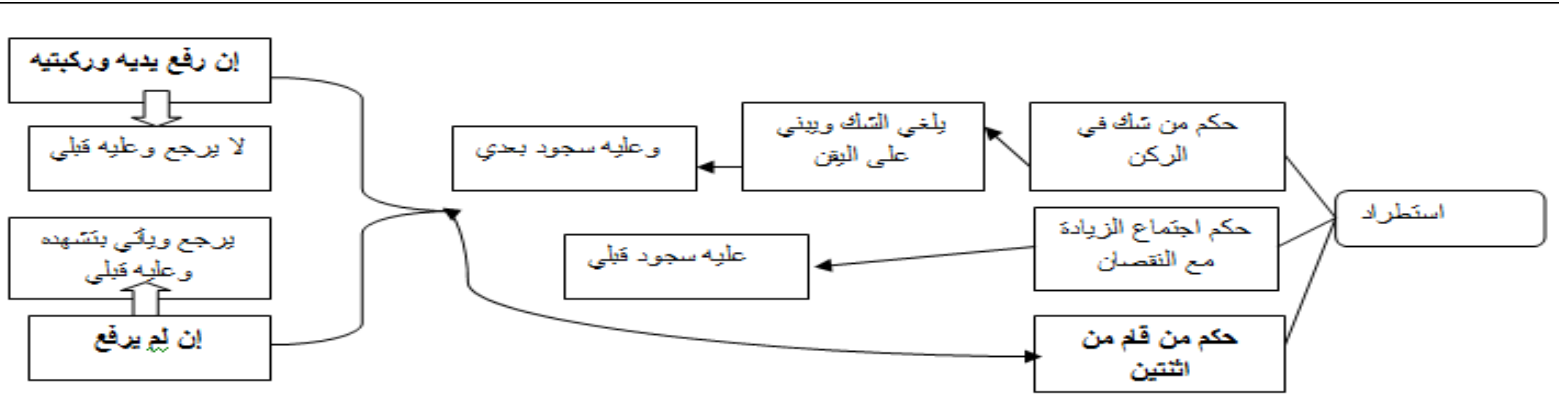 استطراد
حكم من شك في
الركن
يلغي الشك ويبني
على اليقن
وعليه سجود بعدي
حكم اجتماع الزيادة
مع النقصان
عليه سجود قبلي
حكم من قام من
اثنتين
إن رفع يديه وركبتيه
لا يرجع وعليه قبلي
يرجع ويأتي بتشهده
وعليه قبلي
إن لم يرفع